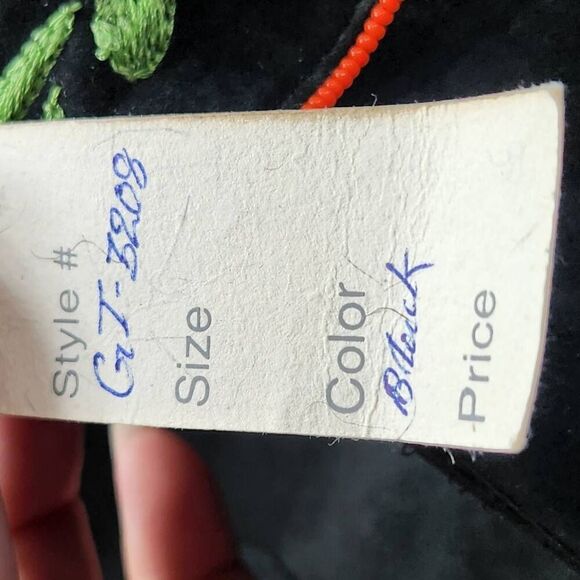 Style #
GT-3208
Size
Color
Black
Price